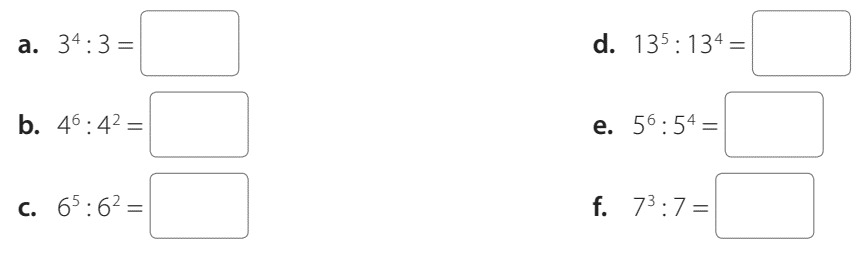 a. 3⁴ : 3 =
b. 4⁶ : 4² =
c. 6⁵ : 6² =
d. 13⁵ : 13⁴ =
e. 5⁶ : 5⁴ =
f. 7³ : 7 =